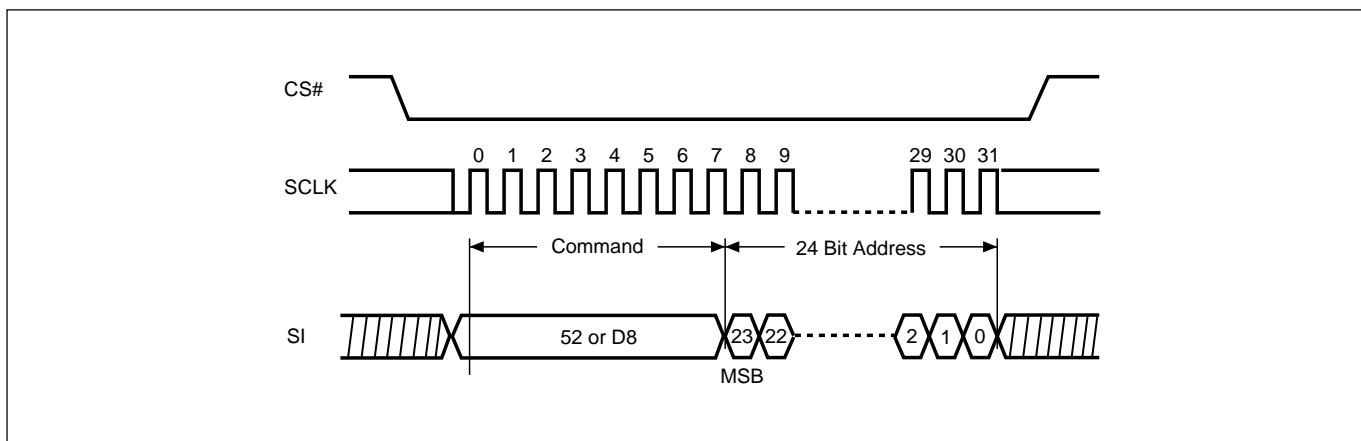 CS#
0 1 2 3 4 5 6 7 8 9 29 30 31
SCLK
Command 24 Bit Address
SI 52 or D8 23 22 2 1 0
MSB